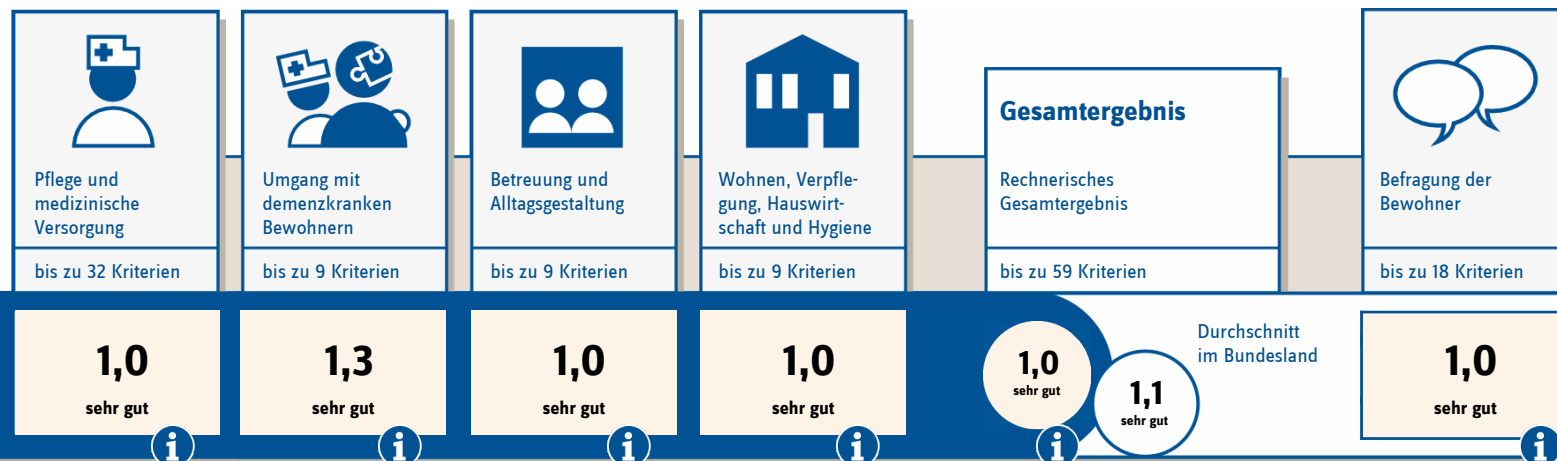 Pflege und
medizinische
Versorgung
bis zu 32 Kriterien
1,0
sehr gut
i
Umgang mit
demenzkranken
Bewohnern
bis zu 9 Kriterien
1,3
sehr gut
i
Betreuung und
Alltagsgestaltung
bis zu 9 Kriterien
1,0
sehr gut
i
Wohnen, Verpfle-
gung, Hauswirt-
schaft und Hygiene
bis zu 9 Kriterien
1,0
sehr gut
i
Gesamtergebnis
Rechnerisches
Gesamtergebnis
bis zu 59 Kriterien
1,0
sehr gut
i
Durchschnitt
im Bundesland
1,1
sehr gut
Befragung der
Bewohner
bis zu 18 Kriterien
1,0
sehr gut
i